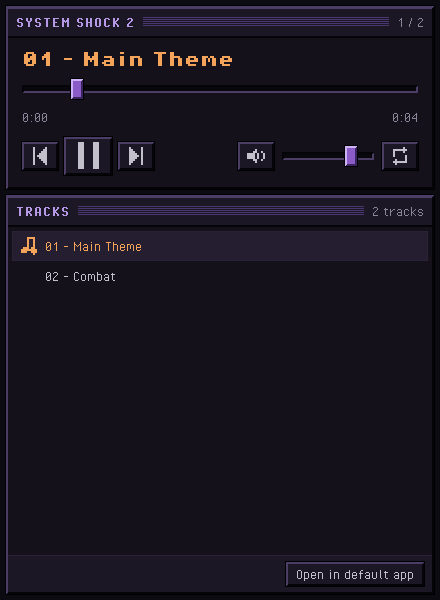 SYSTEM SHOCK 2 1 / 2
01 - Main Theme
0:00 0:04
TRACKS 2 tracks
01 - Main Theme
02 - Combat
Open in default app